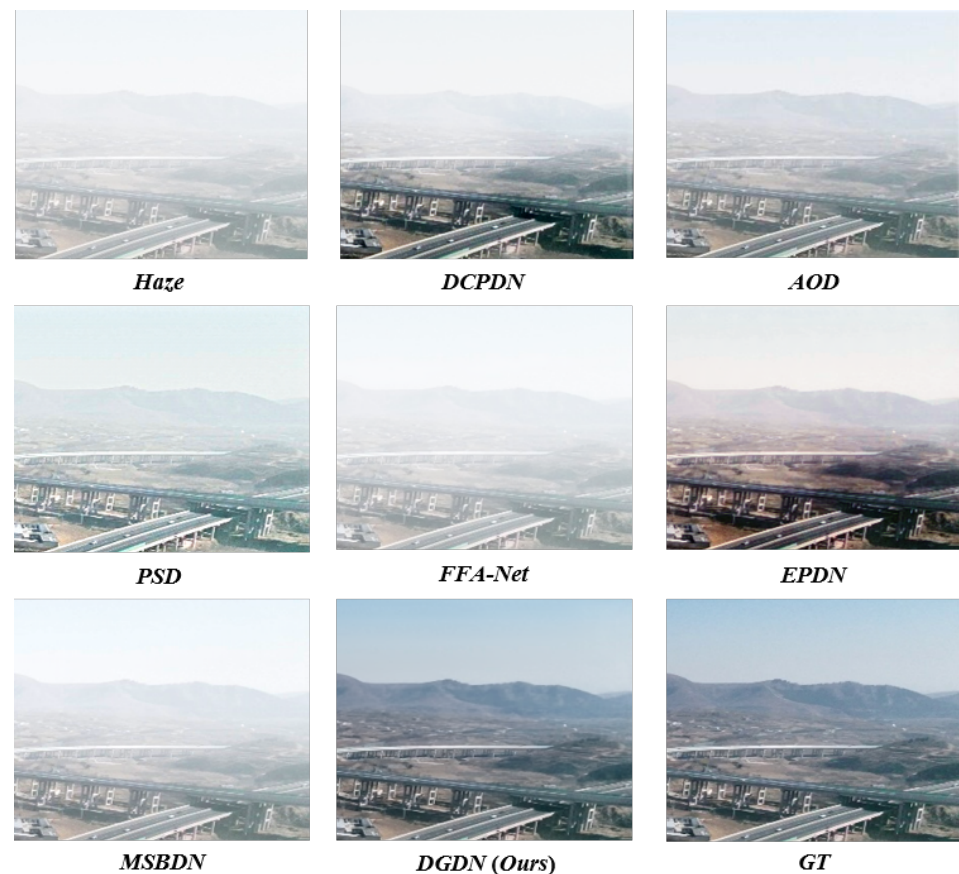 Haze
DCPDN
AOD
PSD
FFA-Net
EPDN
MSBDN
DGDN (Ours)
GT